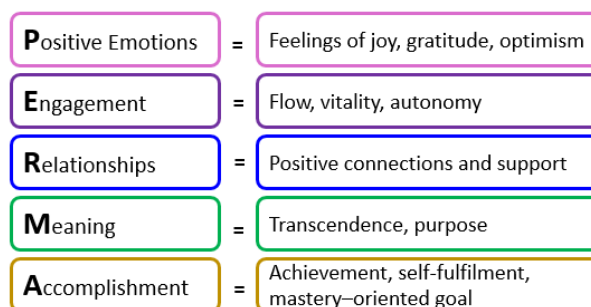 Positive Emotions = Feelings of joy, gratitude, optimism
Engagement = Flow, vitality, autonomy
Relationships = Positive connections and support
Meaning = Transcendence, purpose
Accomplishment = Achievement, self-fulfilment,
mastery–oriented goal